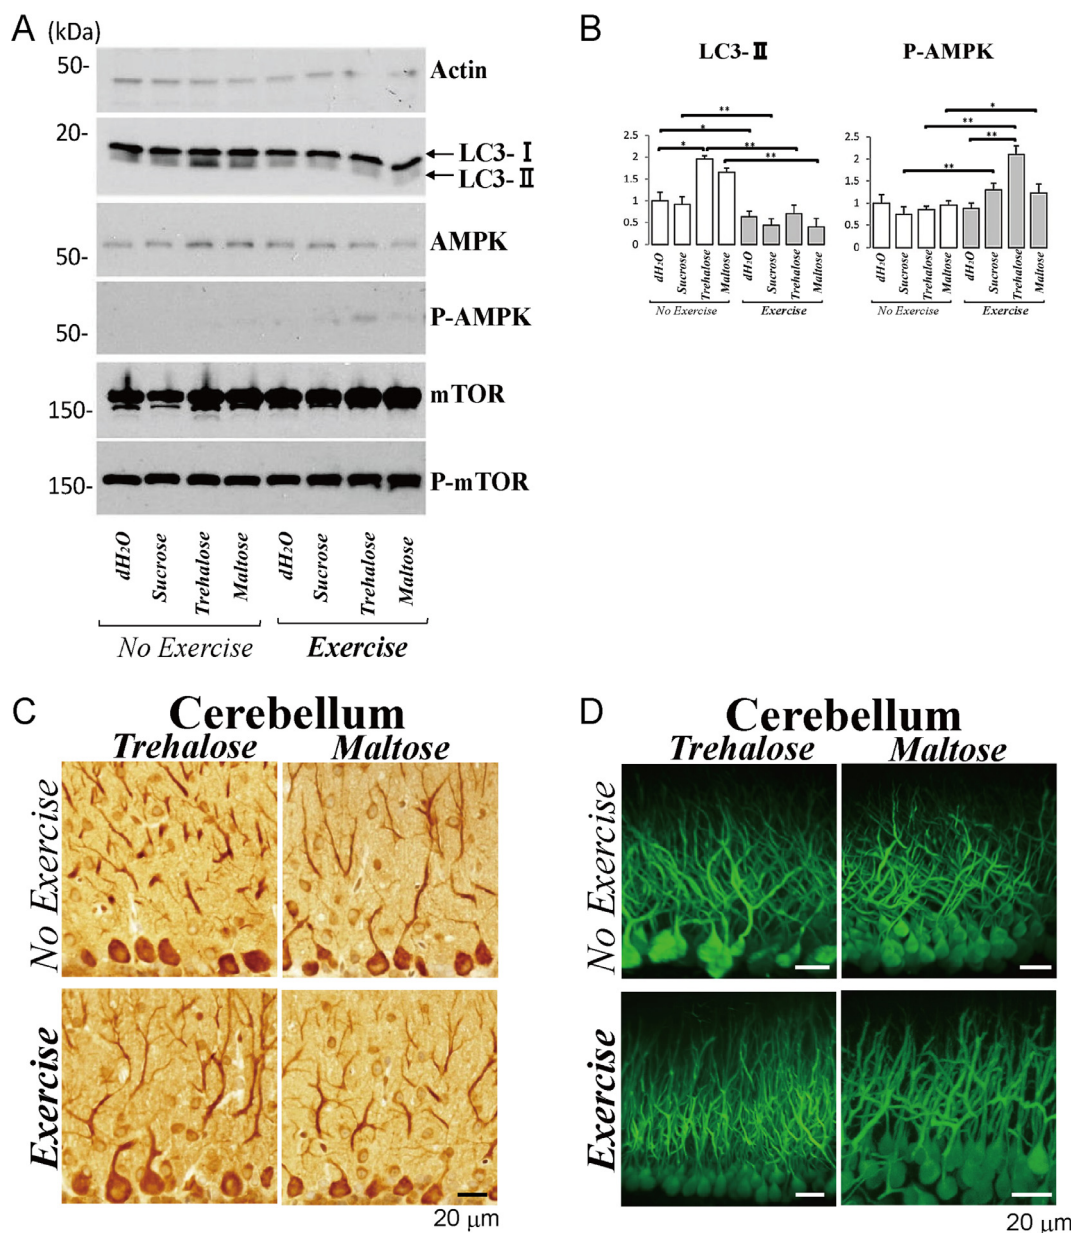 A (kDa)
50-
Actin
20-
LC3-Ⅰ
LC3-Ⅱ
AMPK
50-
P-AMPK
50-
mTOR
150-
P-mTOR
150-
dH₂O Sucrose Trehalose Maltose dH₂O Sucrose Trehalose Maltose
No Exercise Exercise
B
LC3-Ⅱ P-AMPK
** * ** **
* ** ** **
2.5 2.5
2 2
1.5 1.5
1 1
0.5 0.5
0 0
dH₂O Sucrose Trehalose Maltose dH₂O Sucrose Trehalose Maltose
No Exercise Exercise
dH₂O Sucrose Trehalose Maltose dH₂O Sucrose Trehalose Maltose
No Exercise Exercise
C Cerebellum
Trehalose Maltose
No Exercise
Exercise
20 μm
D Cerebellum
Trehalose Maltose
No Exercise
Exercise
20 μm